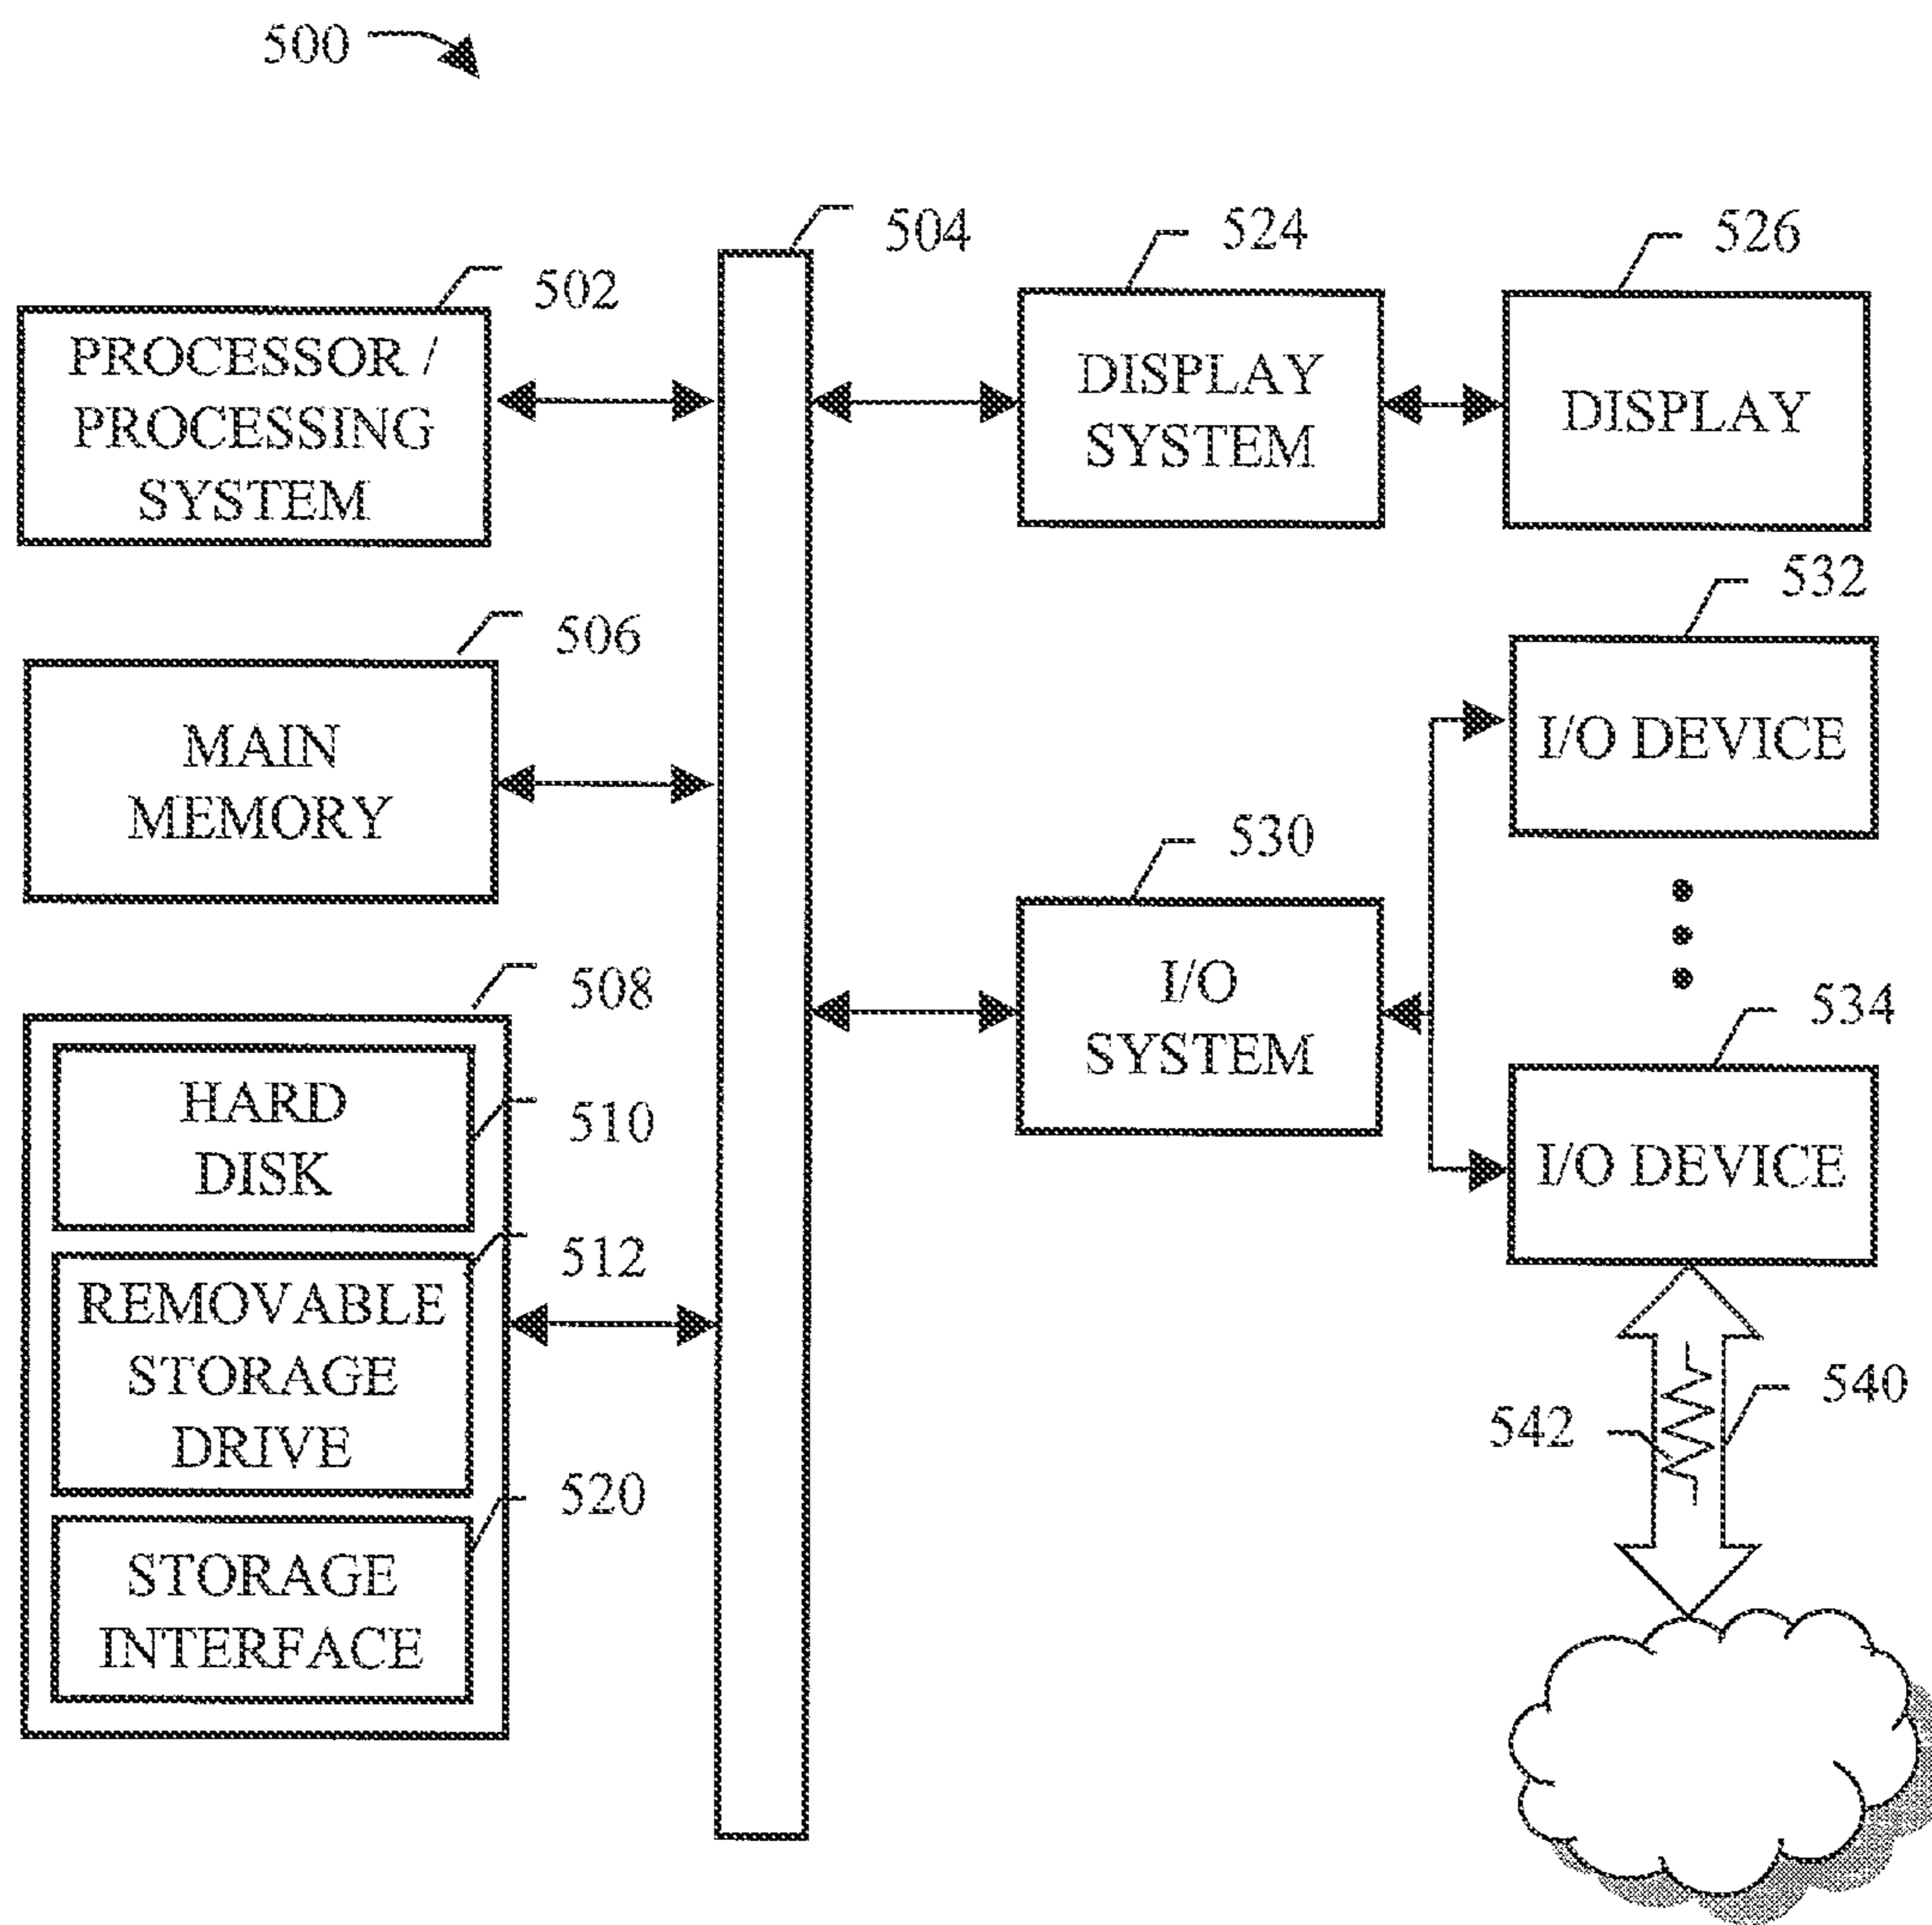 500
504
524
526
502
PROCESSOR /
PROCESSING
SYSTEM
DISPLAY
SYSTEM
DISPLAY
532
506
MAIN
MEMORY
I/O DEVICE
530
508
I/O
SYSTEM
534
HARD
DISK
510
I/O DEVICE
512
REMOVABLE
STORAGE
DRIVE
540
542
520
STORAGE
INTERFACE